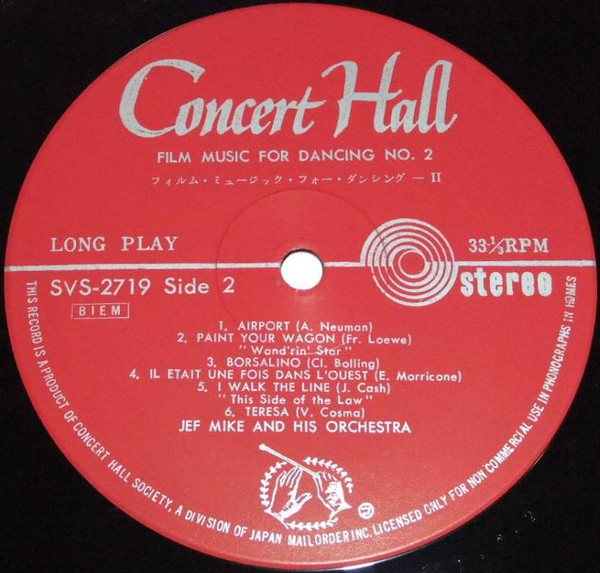 Concert Hall
FILM MUSIC FOR DANCING NO. 2
フィルム・ミュージック・フォー・ダンシング — II
LONG PLAY
33⅓RPM
SVS-2719 Side 2
stereo
BIEM
1. AIRPORT (A. Neuman)
2. PAINT YOUR WAGON (Fr. Loewe)
"Wand'rin' Star"
3. BORSALINO (Cl. Bolling)
4. IL ETAIT UNE FOIS DANS L'OUEST (E. Morricone)
5. I WALK THE LINE (J. Cash)
"This Side of the Law"
6. TERESA (V. Cosma)
JEF MIKE AND HIS ORCHESTRA
THIS RECORD IS A PRODUCT OF CONCERT HALL SOCIETY, A DIVISION OF JAPAN MAILORDER INC. LICENSED ONLY FOR NON COMMERCIAL USE IN PHONOGRAPHS IN HOMES